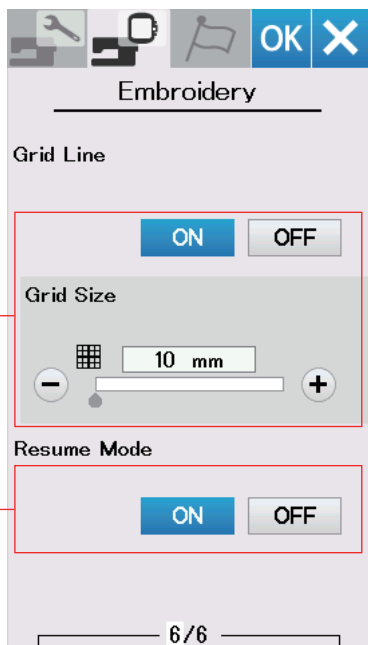 OK
Embroidery
Grid Line
ON OFF
Grid Size
10 mm
Resume Mode
ON OFF
6/6